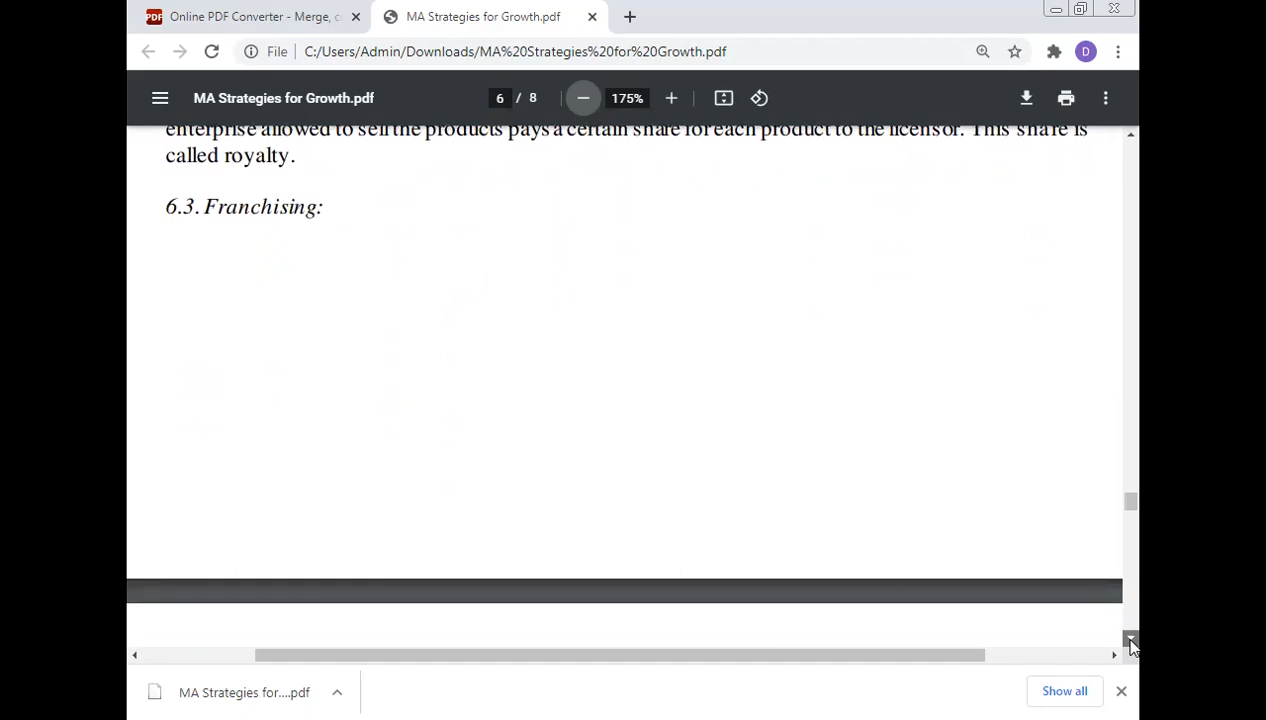 Online PDF Converter - Merge, c
MA Strategies for Growth.pdf
File
C:/Users/Admin/Downloads/MA%20Strategies%20for%20Growth.pdf
D
MA Strategies for Growth.pdf
6 / 8
175%
enterprise allowed to sell the products pays a certain share for each product to the licensor. This share is
called royalty.
6.3. Franchising:
MA Strategies for....pdf
Show all